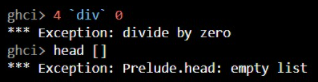 ghci> 4 `div` 0
*** Exception: divide by zero
ghci> head []
*** Exception: Prelude.head: empty list